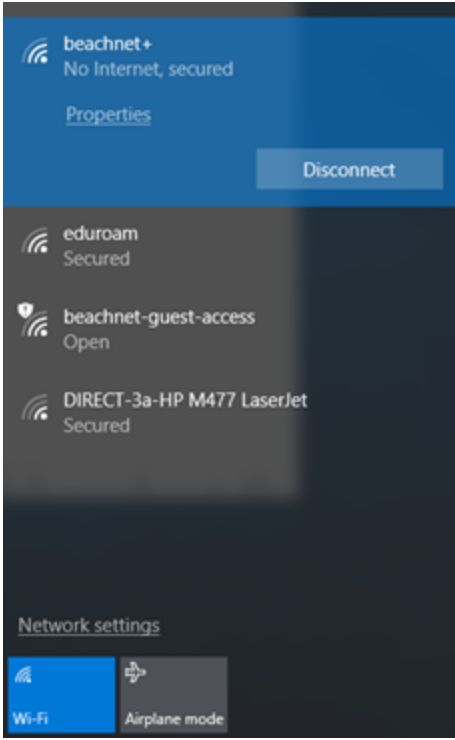 beachnet+
No Internet, secured
Properties
Disconnect
eduroam
Secured
beachnet-guest-access
Open
DIRECT-3a-HP M477 LaserJet
Secured
Network settings
Wi-Fi
Airplane mode